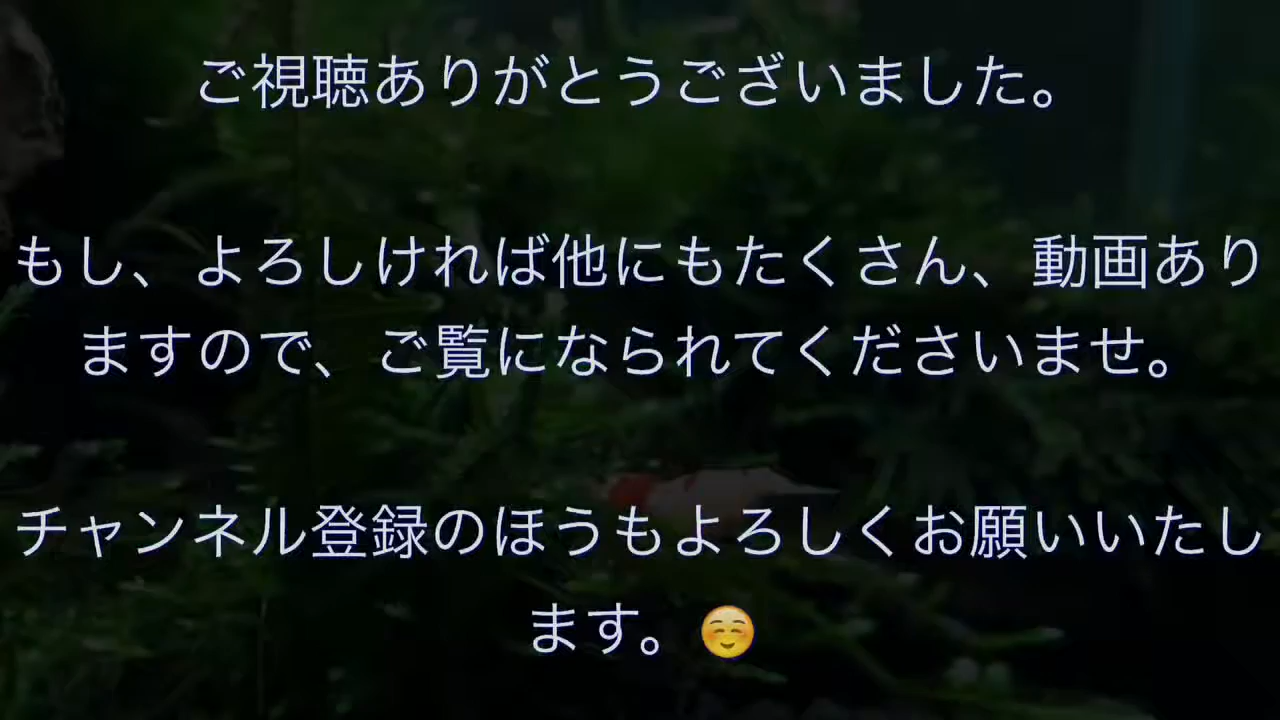 ご視聴ありがとうございました。
もし、よろしければ他にもたくさん、動画あり
ますので、ご覧になられてくださいませ。
チャンネル登録のほうもよろしくお願いいたし
ます。☺️